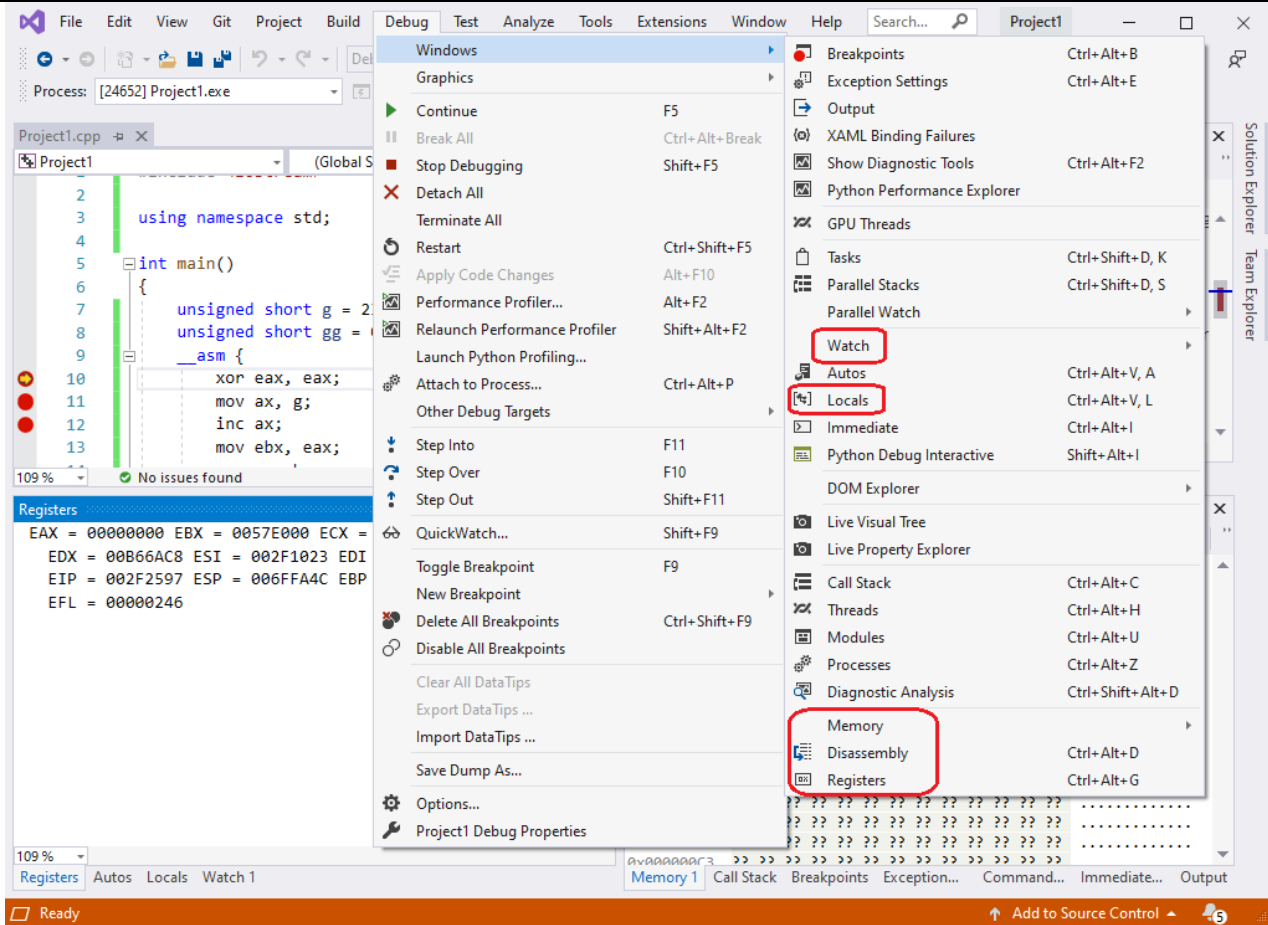 File Edit View Git Project Build Debug Test Analyze Tools Extensions Window Help Search... Project1
Process: [24652] Project1.exe
Project1.cpp
Project1 (Global S
2
3 using namespace std;
4
5 int main()
6 {
7 unsigned short g = 2
8 unsigned short gg =
9 __asm {
10 xor eax, eax;
11 mov ax, g;
12 inc ax;
13 mov ebx, eax;
109 % No issues found
Registers
EAX = 00000000 EBX = 0057E000 ECX =
EDX = 00B66AC8 ESI = 002F1023 EDI
EIP = 002F2597 ESP = 006FFA4C EBP
EFL = 00000246
109 %
Registers Autos Locals Watch 1
Windows
Graphics
Continue F5
Break All Ctrl+Alt+Break
Stop Debugging Shift+F5
Detach All
Terminate All
Restart Ctrl+Shift+F5
Apply Code Changes Alt+F10
Performance Profiler... Alt+F2
Relaunch Performance Profiler Shift+Alt+F2
Launch Python Profiling...
Attach to Process... Ctrl+Alt+P
Other Debug Targets
Step Into F11
Step Over F10
Step Out Shift+F11
QuickWatch... Shift+F9
Toggle Breakpoint F9
New Breakpoint
Delete All Breakpoints Ctrl+Shift+F9
Disable All Breakpoints
Clear All DataTips
Export DataTips ...
Import DataTips ...
Save Dump As...
Options...
Project1 Debug Properties
Breakpoints Ctrl+Alt+B
Exception Settings Ctrl+Alt+E
Output
XAML Binding Failures
Show Diagnostic Tools Ctrl+Alt+F2
Python Performance Explorer
GPU Threads
Tasks Ctrl+Shift+D, K
Parallel Stacks Ctrl+Shift+D, S
Parallel Watch
Watch
Autos Ctrl+Alt+V, A
Locals Ctrl+Alt+V, L
Immediate Ctrl+Alt+I
Python Debug Interactive Shift+Alt+I
DOM Explorer
Live Visual Tree
Live Property Explorer
Call Stack Ctrl+Alt+C
Threads Ctrl+Alt+H
Modules Ctrl+Alt+U
Processes Ctrl+Alt+Z
Diagnostic Analysis Ctrl+Shift+Alt+D
Memory
Disassembly Ctrl+Alt+D
Registers Ctrl+Alt+G
?? ?? ?? ?? ?? ?? ?? ?? ?? ?? ?? .............
?? ?? ?? ?? ?? ?? ?? ?? ?? ?? ?? .............
?? ?? ?? ?? ?? ?? ?? ?? ?? ?? ?? .............
0x000000C3 ?? ?? ?? ?? ?? ?? ?? ?? ?? ?? ?? ?? ?? .............
Memory 1 Call Stack Breakpoints Exception... Command... Immediate... Output
Solution Explorer
Team Explorer
Ready Add to Source Control 5